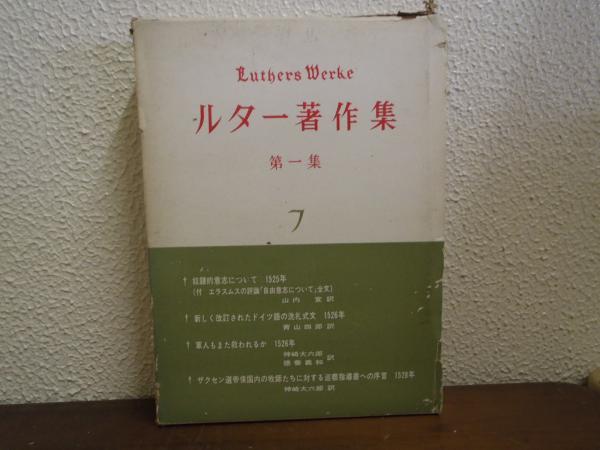 Luthers Werke
ルター著作集
第一集
7
† 奴隷的意志について 1525年
(付 エラスムスの評論「自由意志について」全文)
山内 宣 訳
† 新しく改訂されたドイツ語の洗礼式文 1526年
青山四郎 訳
† 軍人もまた救われるか 1526年
神崎大六郎
徳善義和 訳
† ザクセン選帝侯国内の牧師たちに対する巡察指導書への序言 1528年
神崎大六郎 訳